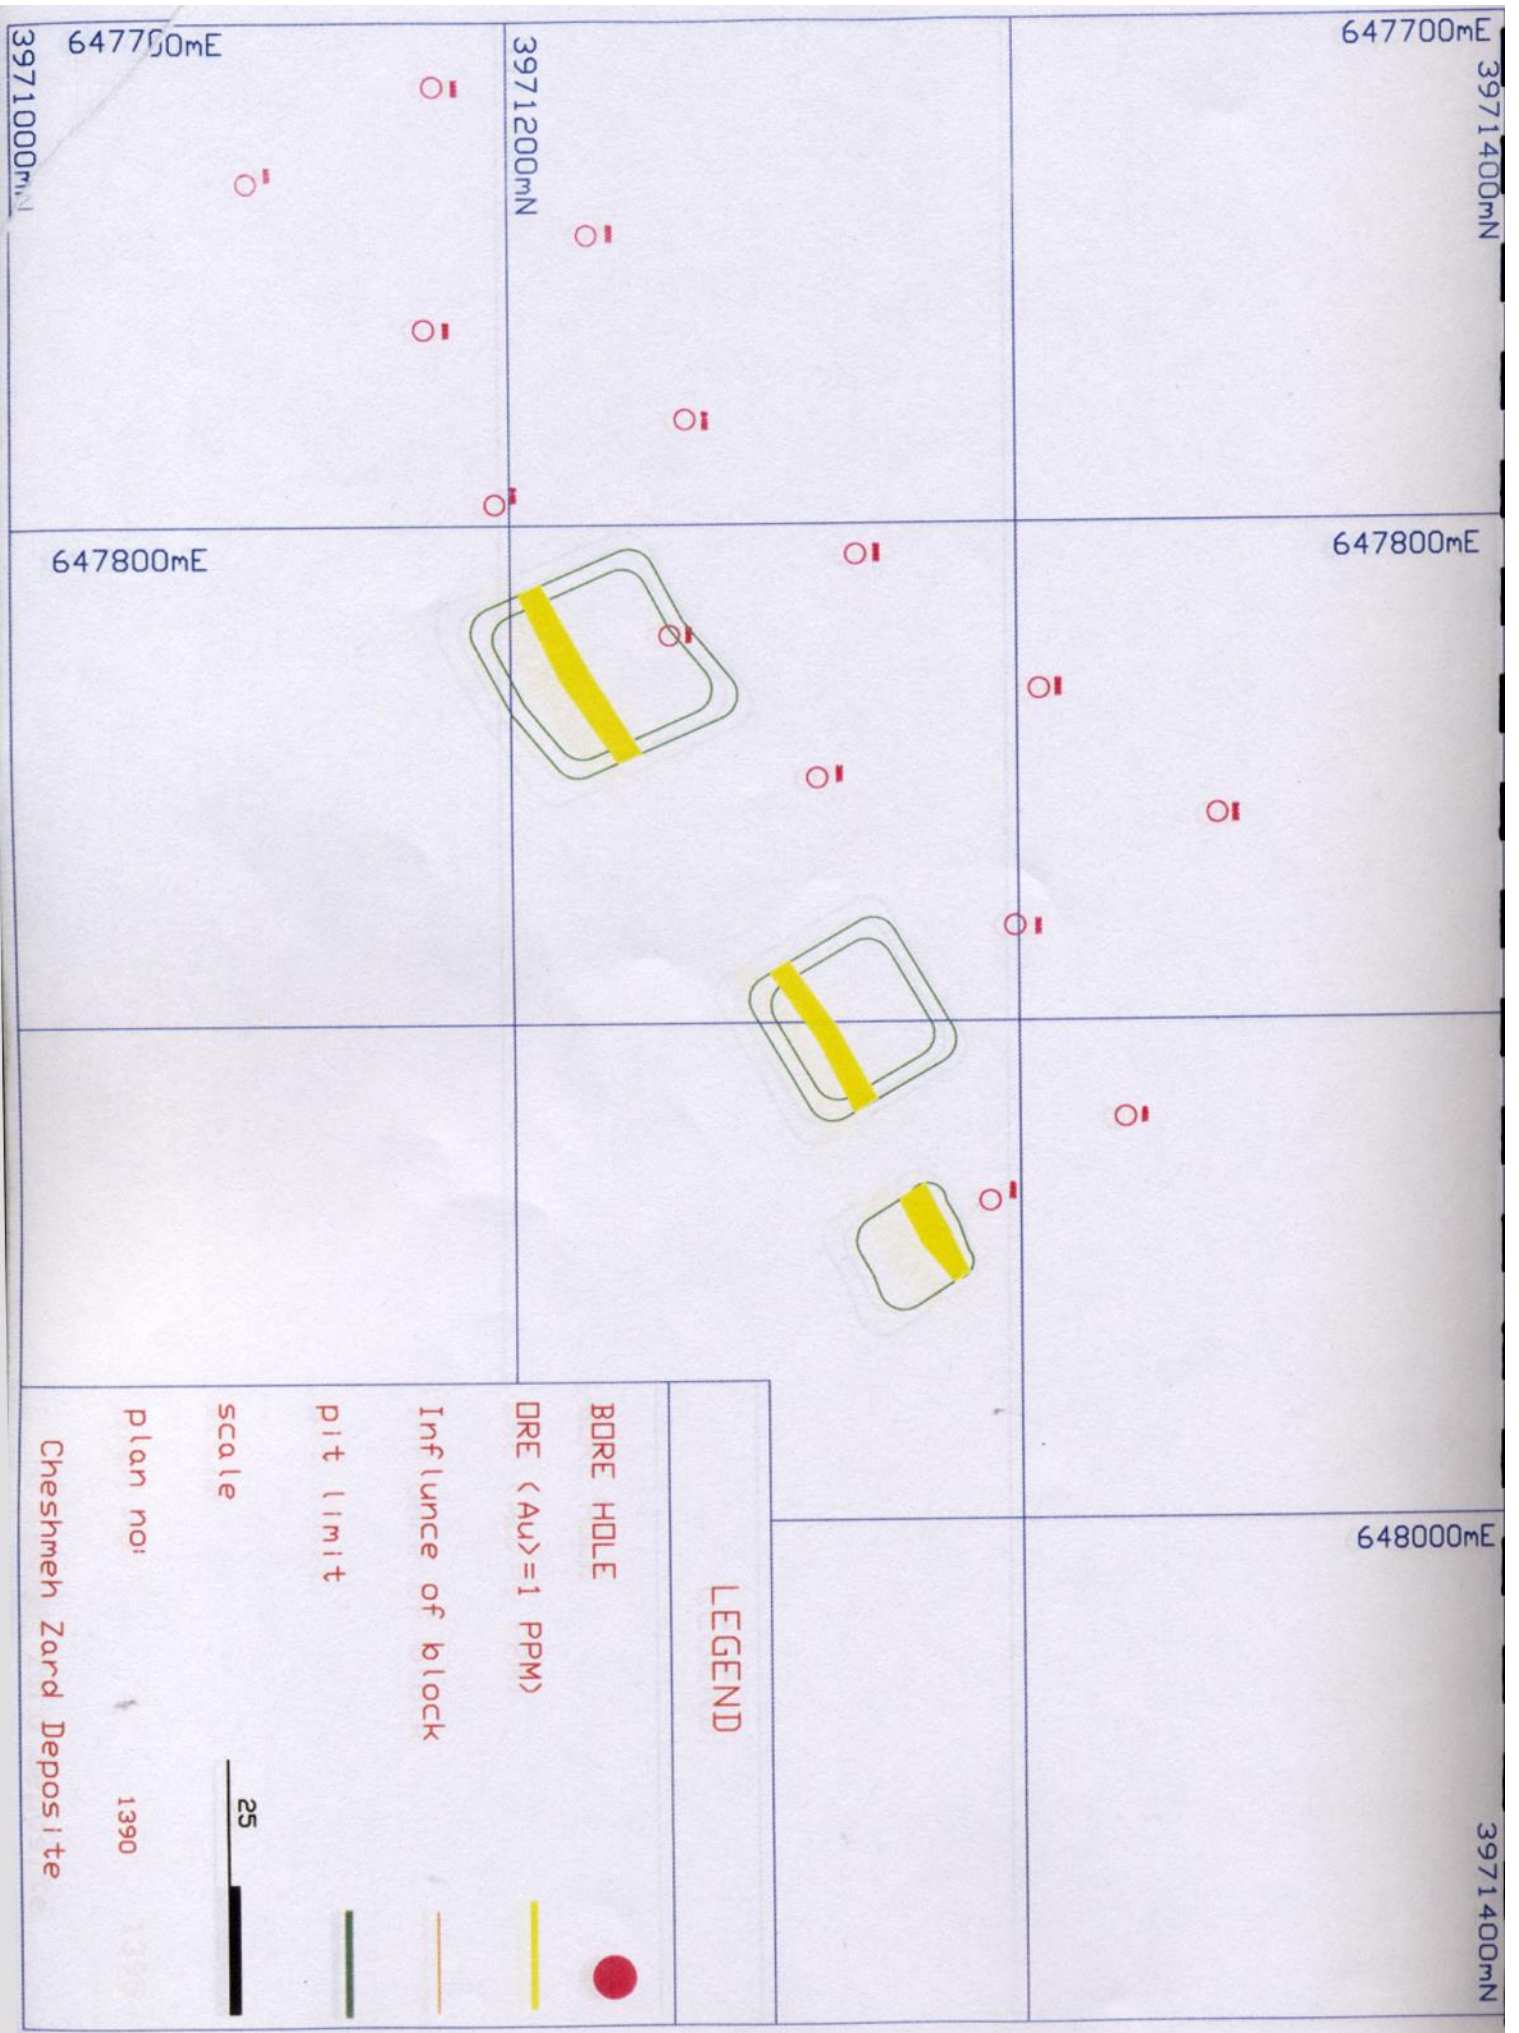 647700mE
647700mE
3971000mN
3971200mN
3971400mN
647800mE
647800mE
648000mE
3971400mN
LEGEND
BORE HOLE
ORE (Au>=1 PPM)
Influnce of block
pit limit
scale
25
plan no:
1390
Cheshmeh Zard Deposite